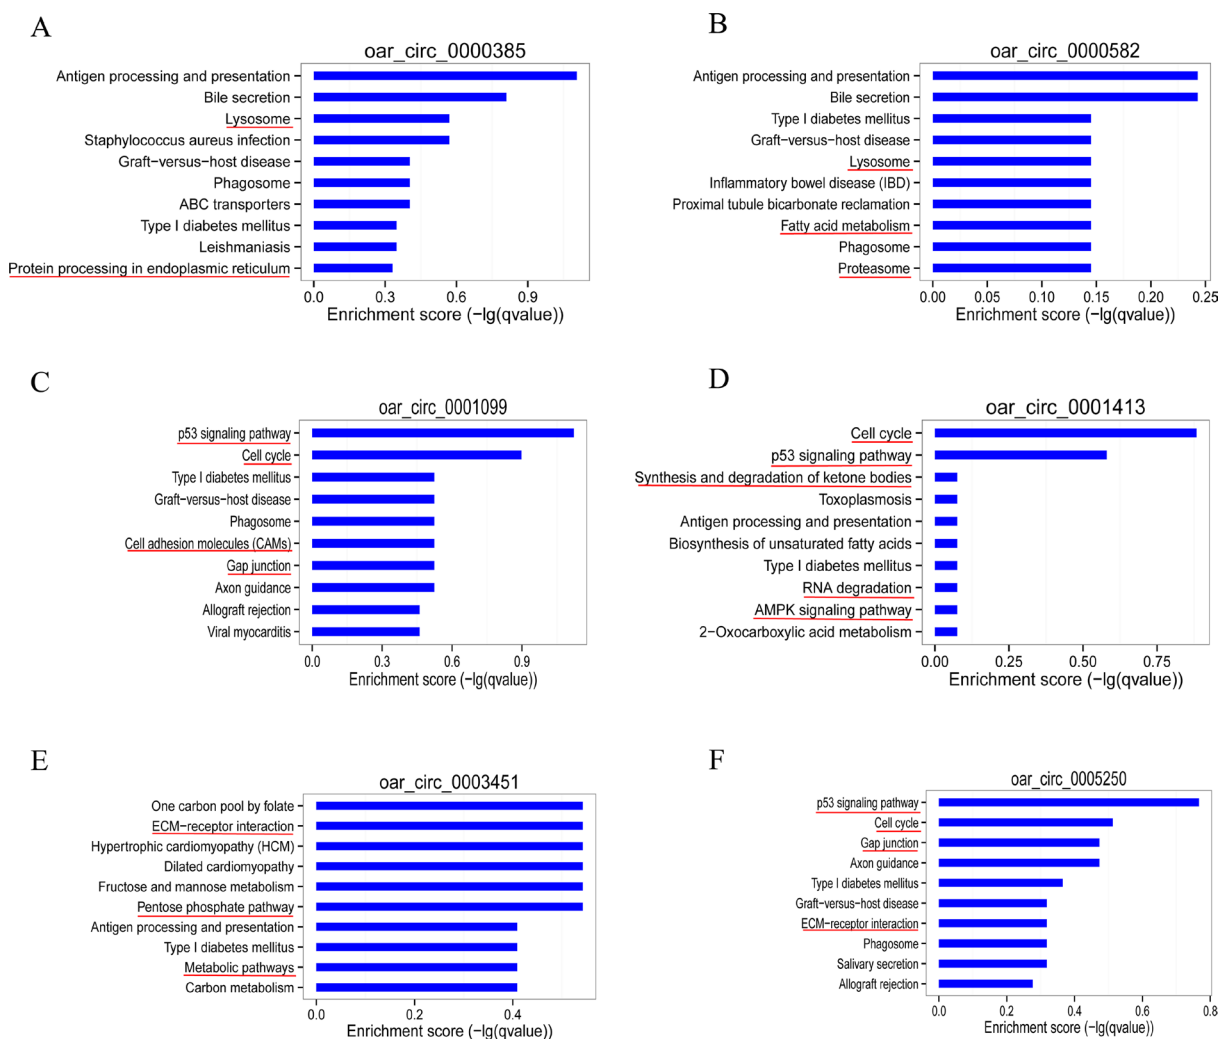 A
oar_circ_0000385
Antigen processing and presentation
Bile secretion
Lysosome
Staphylococcus aureus infection
Graft−versus−host disease
Phagosome
ABC transporters
Type I diabetes mellitus
Leishmaniasis
Protein processing in endoplasmic reticulum
0.0 0.3 0.6 0.9
Enrichment score (−lg(qvalue))
B
oar_circ_0000582
Antigen processing and presentation
Bile secretion
Type I diabetes mellitus
Graft−versus−host disease
Lysosome
Inflammatory bowel disease (IBD)
Proximal tubule bicarbonate reclamation
Fatty acid metabolism
Phagosome
Proteasome
0.00 0.05 0.10 0.15 0.20 0.25
Enrichment score (−lg(qvalue))
C
oar_circ_0001099
p53 signaling pathway
Cell cycle
Type I diabetes mellitus
Graft−versus−host disease
Phagosome
Cell adhesion molecules (CAMs)
Gap junction
Axon guidance
Allograft rejection
Viral myocarditis
0.0 0.3 0.6 0.9
Enrichment score (−lg(qvalue))
D
oar_circ_0001413
Cell cycle
p53 signaling pathway
Synthesis and degradation of ketone bodies
Toxoplasmosis
Antigen processing and presentation
Biosynthesis of unsaturated fatty acids
Type I diabetes mellitus
RNA degradation
AMPK signaling pathway
2−Oxocarboxylic acid metabolism
0.00 0.25 0.50 0.75
Enrichment score (−lg(qvalue))
E
oar_circ_0003451
One carbon pool by folate
ECM−receptor interaction
Hypertrophic cardiomyopathy (HCM)
Dilated cardiomyopathy
Fructose and mannose metabolism
Pentose phosphate pathway
Antigen processing and presentation
Type I diabetes mellitus
Metabolic pathways
Carbon metabolism
0.0 0.2 0.4
Enrichment score (−lg(qvalue))
F
oar_circ_0005250
p53 signaling pathway
Cell cycle
Gap junction
Axon guidance
Type I diabetes mellitus
Graft−versus−host disease
ECM−receptor interaction
Phagosome
Salivary secretion
Allograft rejection
0.0 0.2 0.4 0.6 0.8
Enrichment score (−lg(qvalue))